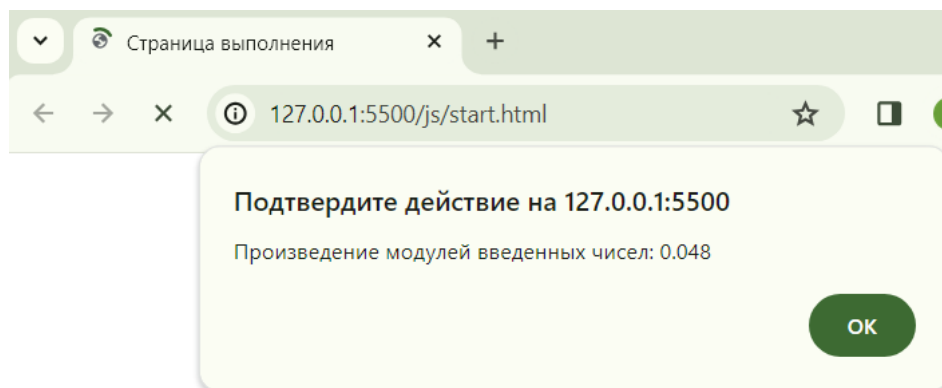 Страница выполнения
127.0.0.1:5500/js/start.html
Подтвердите действие на 127.0.0.1:5500
Произведение модулей введенных чисел: 0.048
ОК